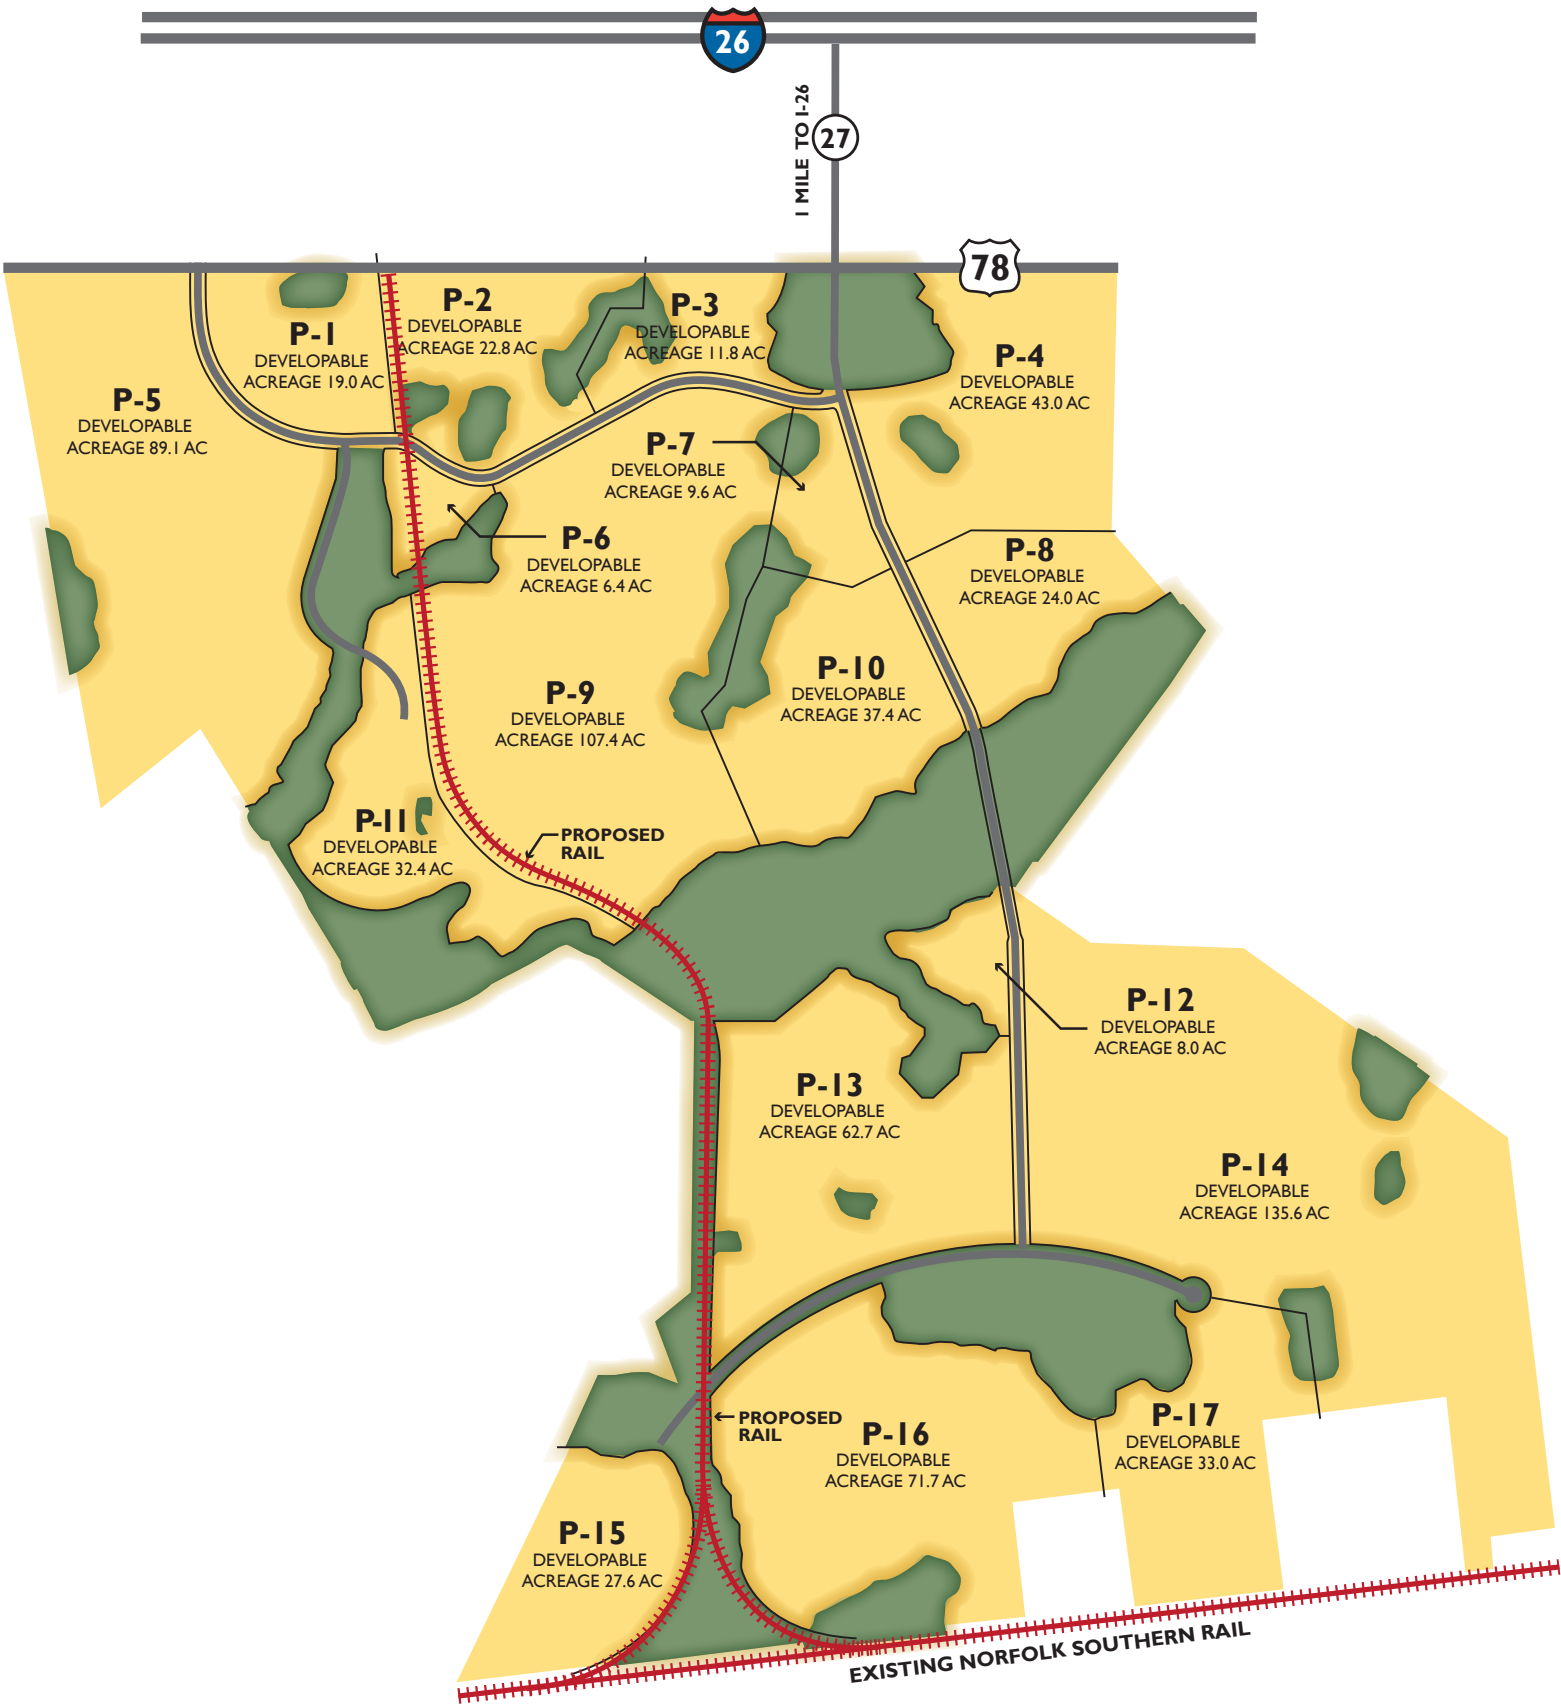 26
1 MILE TO I-26
27
78
P-1
DEVELOPABLE
ACREAGE 19.0 AC
P-2
DEVELOPABLE
ACREAGE 22.8 AC
P-3
DEVELOPABLE
ACREAGE 11.8 AC
P-4
DEVELOPABLE
ACREAGE 43.0 AC
P-5
DEVELOPABLE
ACREAGE 89.1 AC
P-7
DEVELOPABLE
ACREAGE 9.6 AC
P-6
DEVELOPABLE
ACREAGE 6.4 AC
P-8
DEVELOPABLE
ACREAGE 24.0 AC
P-9
DEVELOPABLE
ACREAGE 107.4 AC
P-10
DEVELOPABLE
ACREAGE 37.4 AC
P-11
DEVELOPABLE
ACREAGE 32.4 AC
PROPOSED
RAIL
P-12
DEVELOPABLE
ACREAGE 8.0 AC
P-13
DEVELOPABLE
ACREAGE 62.7 AC
P-14
DEVELOPABLE
ACREAGE 135.6 AC
PROPOSED
RAIL
P-16
DEVELOPABLE
ACREAGE 71.7 AC
P-17
DEVELOPABLE
ACREAGE 33.0 AC
P-15
DEVELOPABLE
ACREAGE 27.6 AC
EXISTING NORFOLK SOUTHERN RAIL